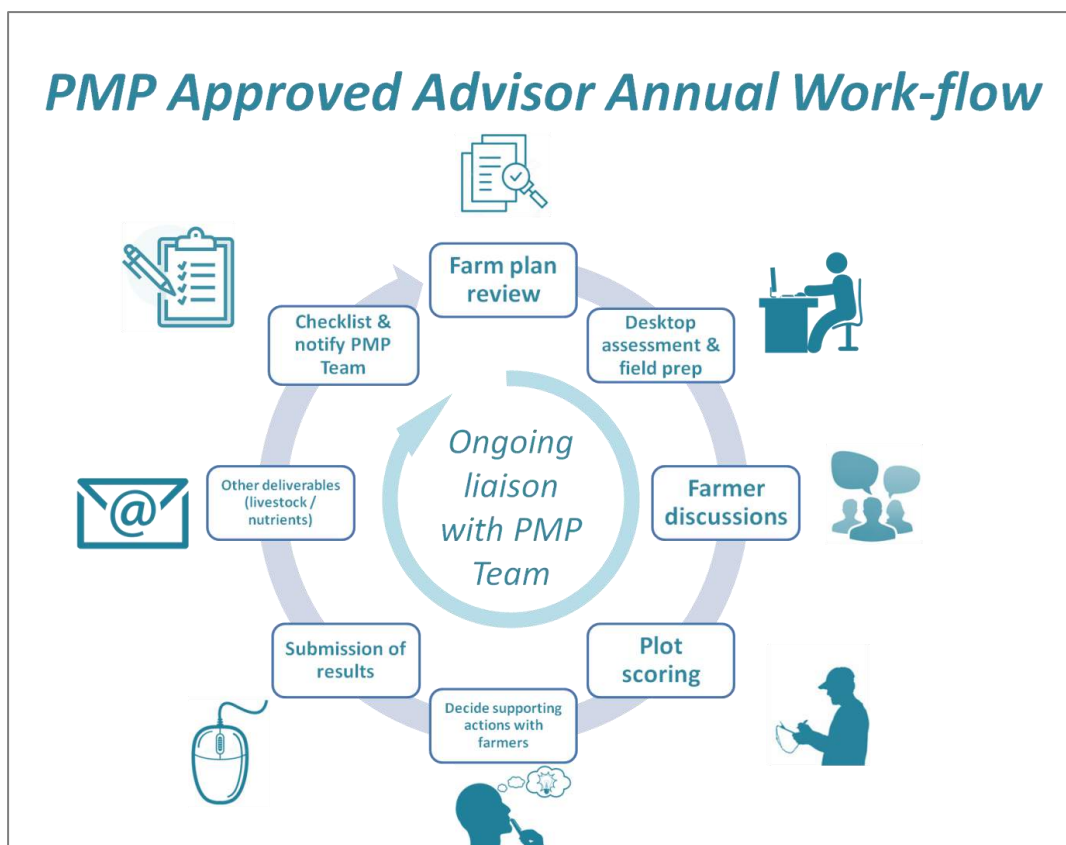 PMP Approved Advisor Annual Work-flow
Farm plan
review
Desktop
assessment &
field prep
Farmer
discussions
Plot
scoring
Decide supporting
actions with
farmers
Submission of
results
Other deliverables
(livestock /
nutrients)
@
Checklist &
notify PMP
Team
Ongoing
liaison
with PMP
Team